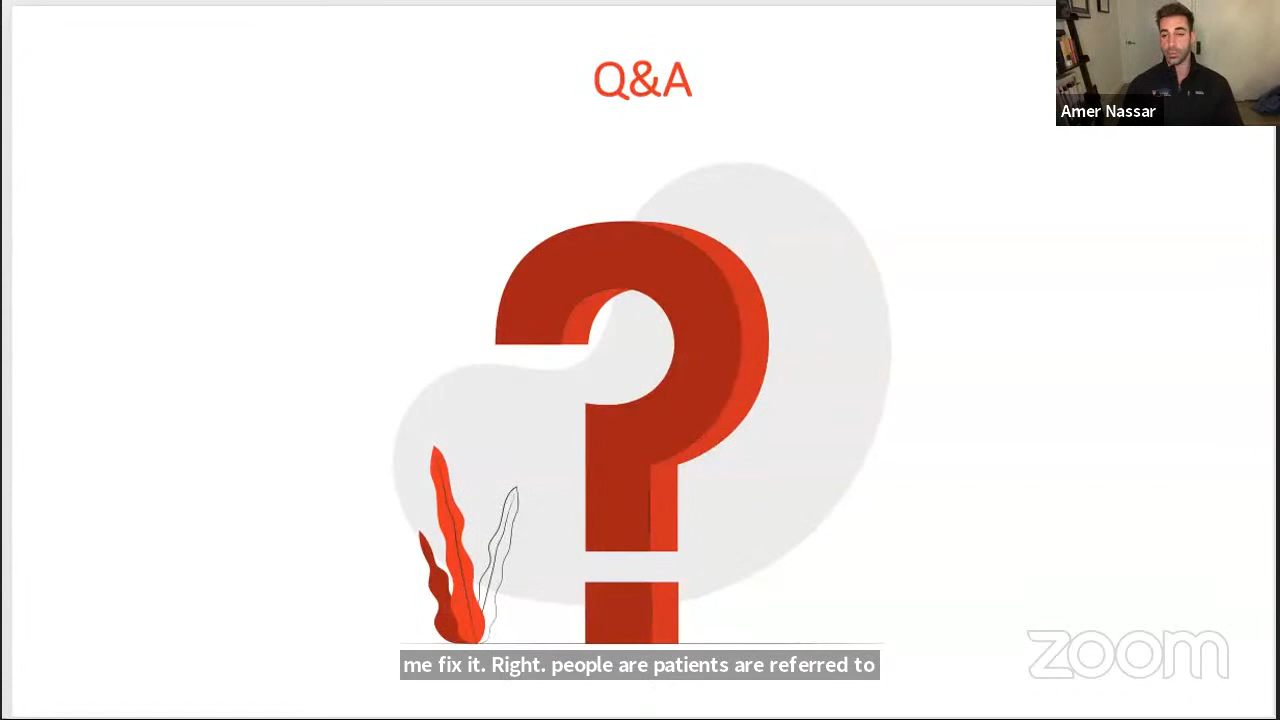 Q&A
Amer Nassar
me fix it. Right. people are patients are referred to
zoom